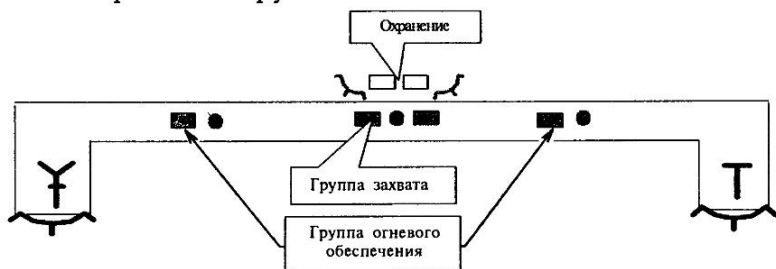 Охранение
Группа захвата
Группа огневого
обеспечения